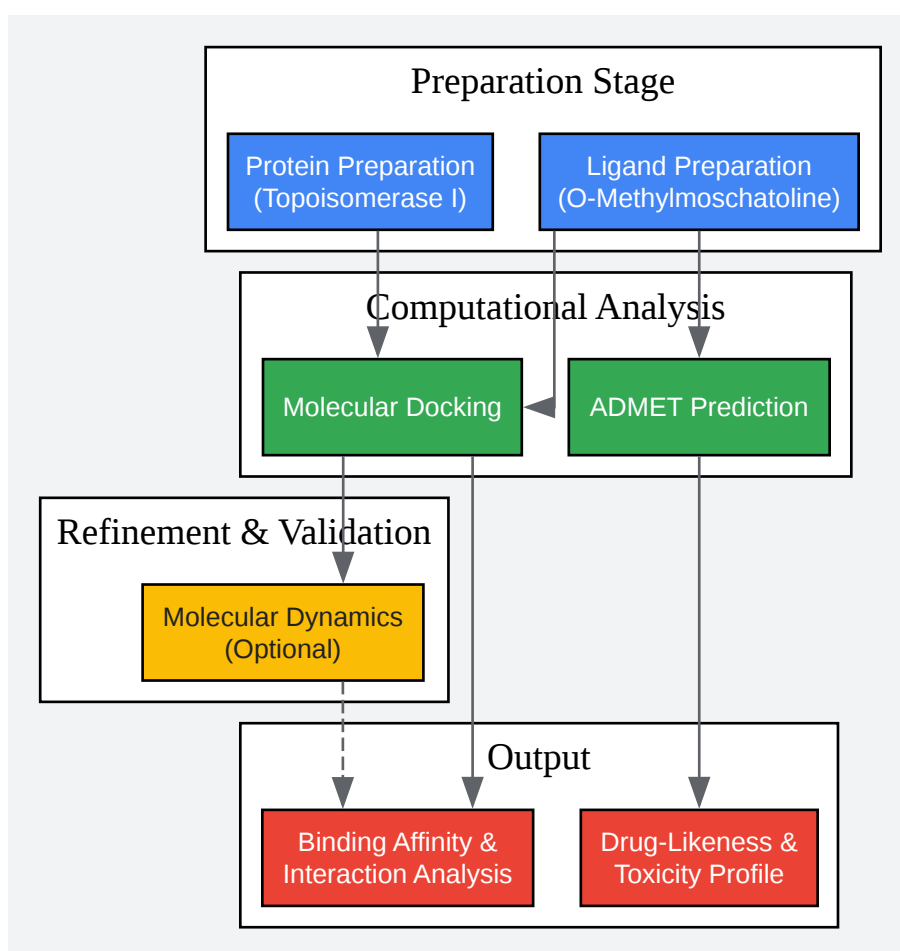 Preparation Stage
Protein Preparation
(Topoisomerase I)
Ligand Preparation
(O-Methylmoschatoline)
Computational Analysis
Molecular Docking
ADMET Prediction
Refinement & Validation
Molecular Dynamics
(Optional)
Output
Binding Affinity &
Interaction Analysis
Drug-Likeness &
Toxicity Profile